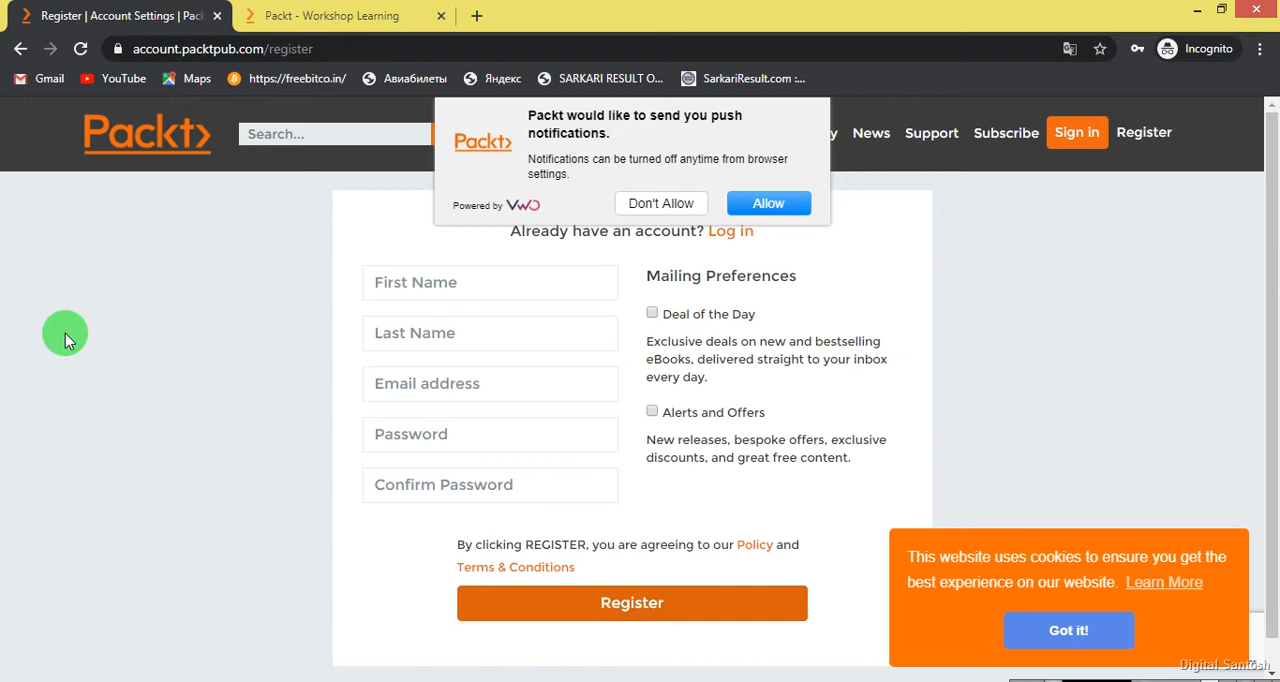 Register | Account Settings | Pac
Packt - Workshop Learning
account.packtpub.com/register
Incognito
Gmail
YouTube
Maps
https://freebitco.in/
Авиабилеты
Яндекс
SARKARI RESULT O...
SarkariResult.com :...
Packt>
Search...
y
News
Support
Subscribe
Sign in
Register
Packt>
Packt would like to send you push
notifications.
Notifications can be turned off anytime from browser
settings.
Powered by VWO
Don't Allow
Allow
Already have an account? Log in
First Name
Last Name
Email address
Password
Confirm Password
Mailing Preferences
Deal of the Day
Exclusive deals on new and bestselling
eBooks, delivered straight to your inbox
every day.
Alerts and Offers
New releases, bespoke offers, exclusive
discounts, and great free content.
By clicking REGISTER, you are agreeing to our Policy and
Terms & Conditions
Register
This website uses cookies to ensure you get the
best experience on our website. Learn More
Got it!
Digital Santosh